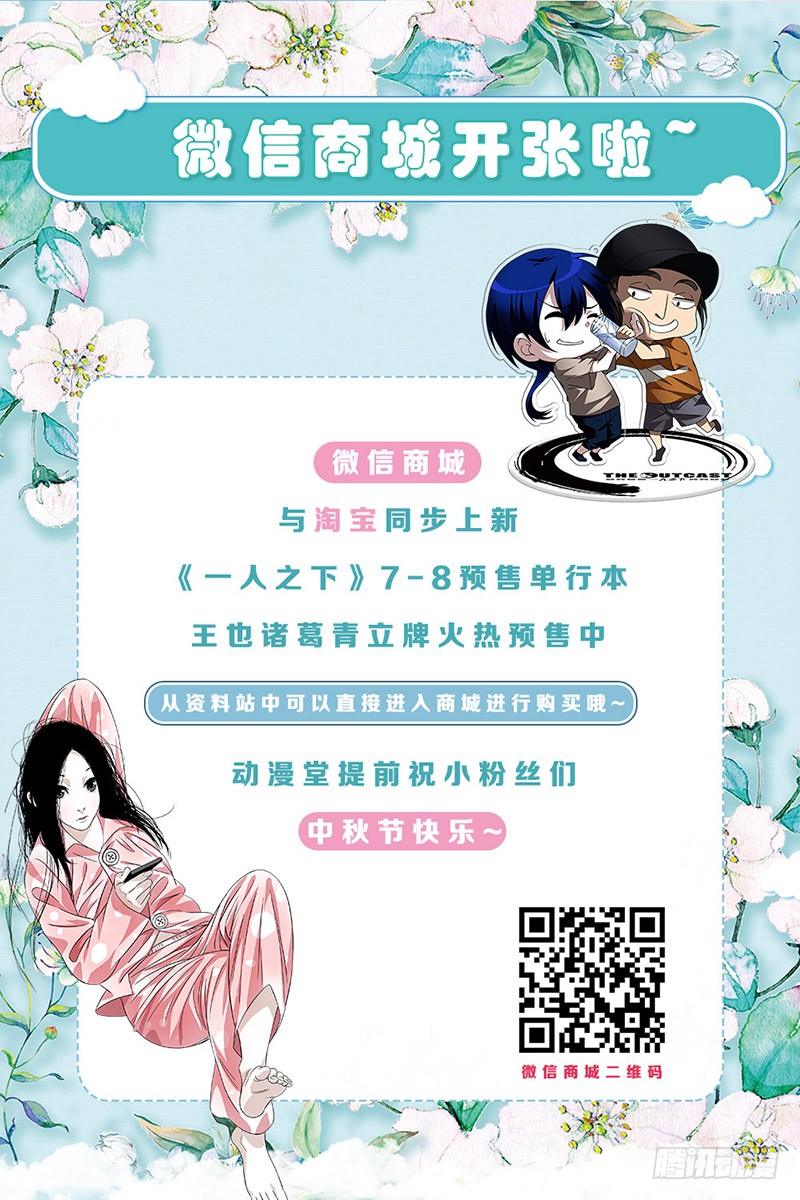 微信商城开张啦~
THE OUTCAST
微信商城
与淘宝同步上新
《一人之下》7-8预售单行本
王也诸葛青立牌火热预售中
从资料站中可以直接进入商城进行购买哦~
动漫堂提前祝小粉丝们
中秋节快乐~
微信商城二维码
腾讯动漫